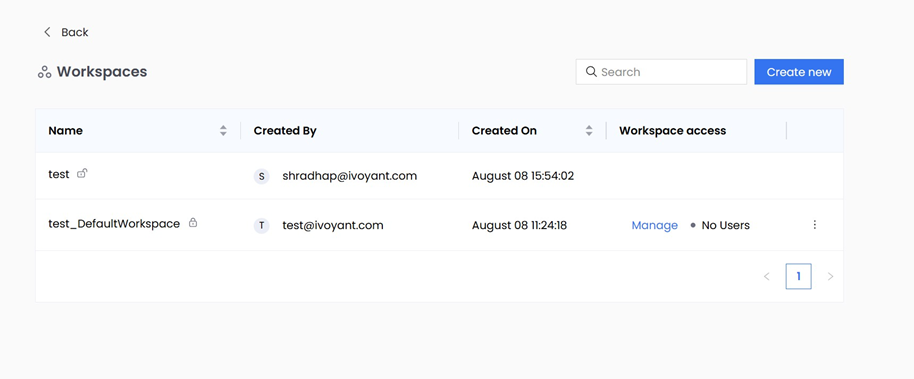 Back
Workspaces
Search
Create new
Name Created By Created On Workspace access
test S shradhap@ivoyant.com August 08 15:54:02
test_DefaultWorkspace T test@ivoyant.com August 08 11:24:18 Manage No Users
1